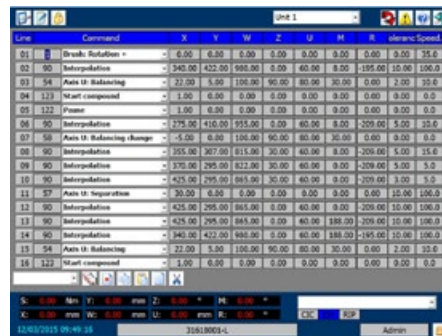 Unit 1
Line Command X Y W Z U M R oleranc Speed
01 Brush: Rotation + 0.00 0.00 0.00 0.00 0.00 0.00 0.00 0.00 35.0
02 90 Interpolation 340.00 422.00 980.00 0.00 60.00 8.00 -195.00 10.00 100.0
03 54 Axis U: Balancing 22.00 5.00 100.00 90.00 80.00 30.00 0.00 2.00 10.0
04 123 Start compound 1.00 0.00 0.00 0.00 0.00 0.00 0.00 0.00 0.00
05 122 Pause 1.00 0.00 0.00 0.00 0.00 0.00 0.00 0.00 0.00
06 90 Interpolation 275.00 410.00 955.00 0.00 60.00 8.00 -209.00 5.00 10.0
07 58 Axis U: Balancing change -5.00 0.00 100.00 90.00 80.00 30.00 0.00 0.00 0.00
08 90 Interpolation 355.00 307.00 815.00 30.00 60.00 8.00 -209.00 5.00 15.0
09 90 Interpolation 370.00 295.00 822.00 30.00 60.00 0.00 -209.00 5.00 5.0
10 90 Interpolation 425.00 295.00 865.00 30.00 60.00 0.00 -209.00 3.00 5.0
11 57 Axis U: Separation 30.00 0.00 0.00 0.00 0.00 0.00 0.00 10.00 100.0
12 90 Interpolation 425.00 295.00 865.00 0.00 60.00 0.00 -209.00 10.00 100.0
13 90 Interpolation 425.00 295.00 865.00 0.00 60.00 188.00 -209.00 10.00 100.0
14 90 Interpolation 340.00 422.00 980.00 0.00 60.00 188.00 -195.00 10.00 100.0
15 54 Axis U: Balancing 22.00 5.00 100.00 90.00 80.00 30.00 0.00 2.00 10.0
16 123 Start compound 1.00 0.00 0.00 0.00 0.00 0.00 0.00 0.00 0.00
S: 0.00 Nm Y: 0.00 mm Z: 0.00 ° M: 0.00 °
X: 0.00 mm W: 0.00 mm U: 0.00 mm R: 0.00 °
12/03/2015 09:49:16 31618001-L Admin